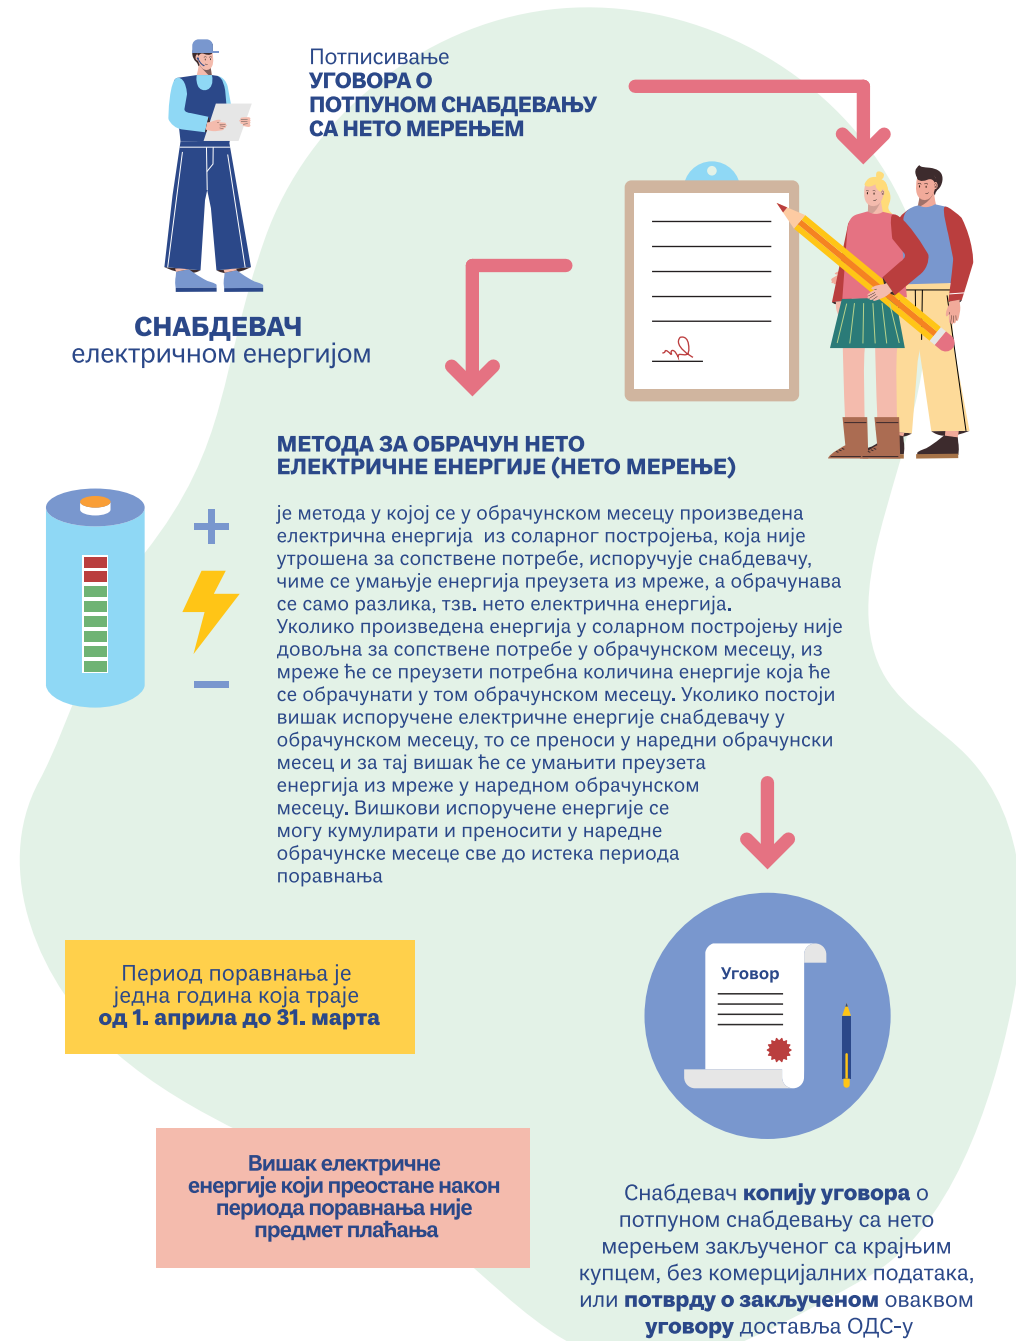 Потписивање
УГОВОРА О
ПОТПУНОМ СНАБДЕВАЊУ
СА НЕТО МЕРЕЊЕМ
СНАБДЕВАЧ
електричном енергијом
МЕТОДА ЗА ОБРАЧУН НЕТО
ЕЛЕКТРИЧНЕ ЕНЕРГИЈЕ (НЕТО МЕРЕЊЕ)
је метода у којој се у обрачунском месецу произведена
електрична енергија из соларног постројења, која није
утрошена за сопствене потребе, испоручује снабдевачу,
чиме се умањује енергија преузета из мреже, а обрачунава
се само разлика, тзв. нето електрична енергија.
Уколико произведена енергија у соларном постројењу није
довољна за сопствене потребе у обрачунском месецу, из
мреже ће се преузети потребна количина енергије која ће
се обрачунати у том обрачунском месецу. Уколико постоји
вишак испоручене електричне енергије снабдевачу у
обрачунском месецу, то се преноси у наредни обрачунски
месец и за тај вишак ће се умањити преузета
енергија из мреже у наредном обрачунском
месецу. Вишкови испоручене енергије се
могу кумулирати и преносити у наредне
обрачунске месеце све до истека периода
поравнања
Период поравнања је
једна година која траје
од 1. априла до 31. марта
Уговор
Вишак електричне
енергије који преостане након
периода поравнања није
предмет плаћања
Снабдевач копију уговора о
потпуном снабдевању са нето
мерењем закљученог са крајњим
купцем, без комерцијалних података,
или потврду о закљученом оваквом
уговору доставља ОДС-у